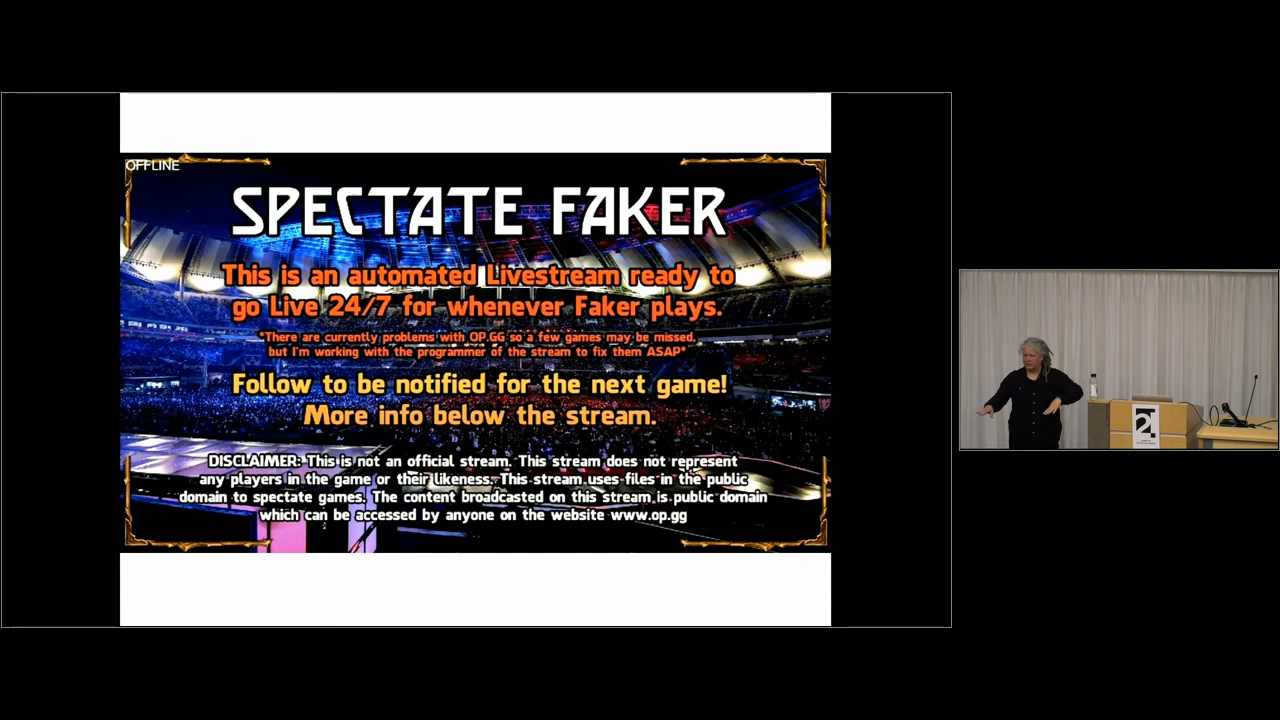 OFFLINE
SPECTATE FAKER
This is an automated Livestream ready to
go Live 24/7 for whenever Faker plays.
*There are currently problems with OP.GG so a few games may be missed,
but I'm working with the programmer of the stream to fix them ASAP*
Follow to be notified for the next game!
More info below the stream.
DISCLAIMER: This is not an official stream. This stream does not represent
any players in the game or their likeness. This stream uses files in the public
domain to spectate games. The content broadcasted on this stream is public domain
which can be accessed by anyone on the website www.op.gg